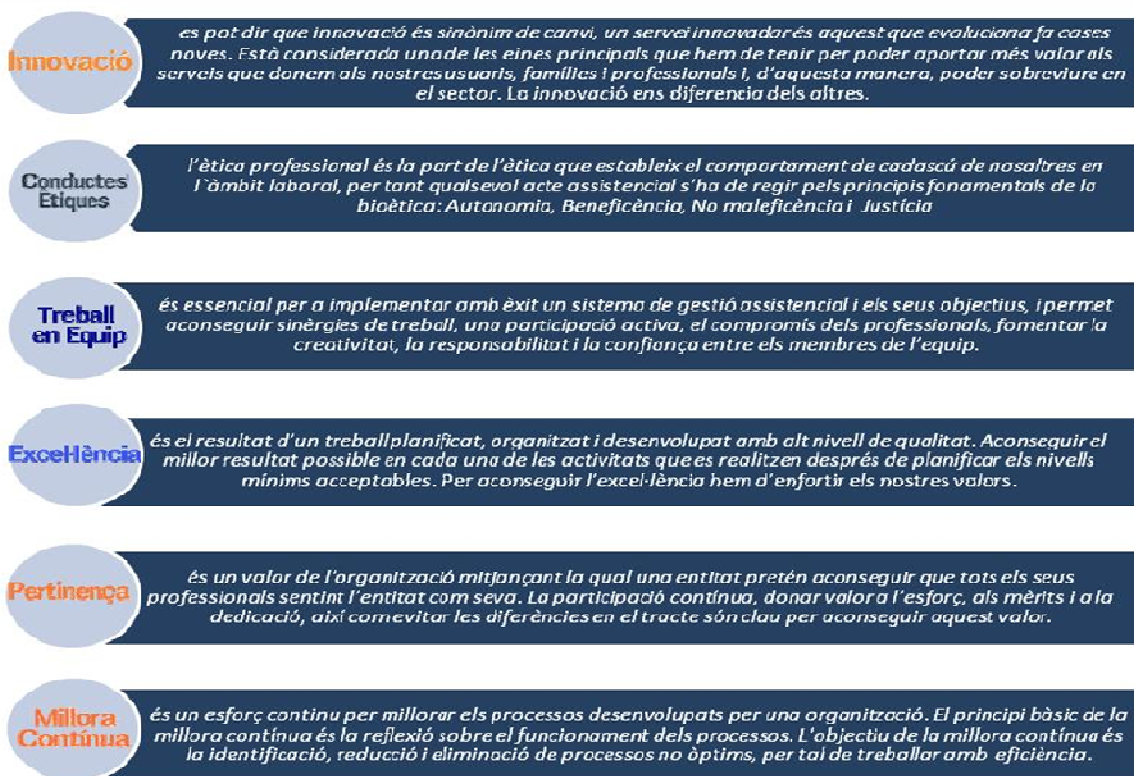 Innovació
es pot dir que innovació és sinònim de canvi, un servei innovador és aquest que evoluciona fa coses
noves. Està considerada una de les eines principals que hem de tenir per poder aportar més valor als
serveis que donem als nostres usuaris, famílies i professionals i, d'aquesta manera, poder sobreviure en
el sector. La innovació ens diferencia dels altres.
Conductes
Etiques
l'ètica professional és la part de l'ètica que estableix el comportament de cadascú de nosaltres en
l`àmbit laboral, per tant qualsevol acte assistencial s'ha de regir pels principis fonamentals de la
bioètica: Autonomia, Beneficència, No maleficència i Justícia
Treball
en Equip
és essencial per a implementar amb èxit un sistema de gestió assistencial i els seus objectius, i permet
aconseguir sinèrgies de treball, una participació activa, el compromís dels professionals, fomentar la
creativitat, la responsabilitat i la confiança entre els membres de l'equip.
Excel·lència
és el resultat d'un treball planificat, organitzat i desenvolupat amb alt nivell de qualitat. Aconseguir el
millor resultat possible en cada una de les activitats que es realitzen després de planificar els nivells
mínims acceptables. Per aconseguir l'excel·lència hem d'enfortir els nostres valors.
Pertinença
és un valor de l'organització mitjançant la qual una entitat pretén aconseguir que tots els seus
professionals sentint l'entitat com seva. La participació contínua, donar valor a l'esforç, als mèrits i a la
dedicació, així com evitar les diferències en el tracte són clau per aconseguir aquest valor.
Millora
Contínua
és un esforç continu per millorar els processos desenvolupats per una organització. El principi bàsic de la
millora contínua és la reflexió sobre el funcionament dels processos. L'objectiu de la millora contínua és
la identificació, reducció i eliminació de processos no òptims, per tal de treballar amb eficiència.